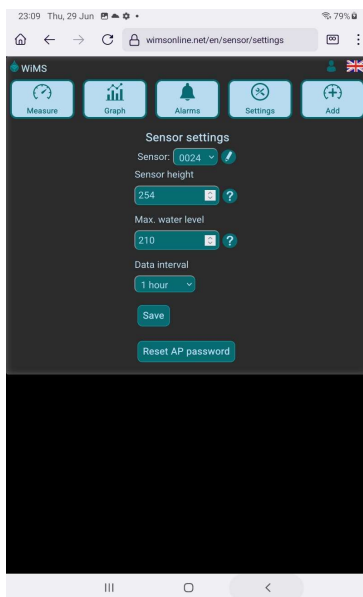 23:09 Thu, 29 Jun 79%
wimsonline.net/en/sensor/settings
WiMS
Measure Graph Alarms Settings Add
Sensor settings
Sensor: 0024
Sensor height
254 ?
Max. water level
210 ?
Data interval
1 hour
Save
Reset AP password